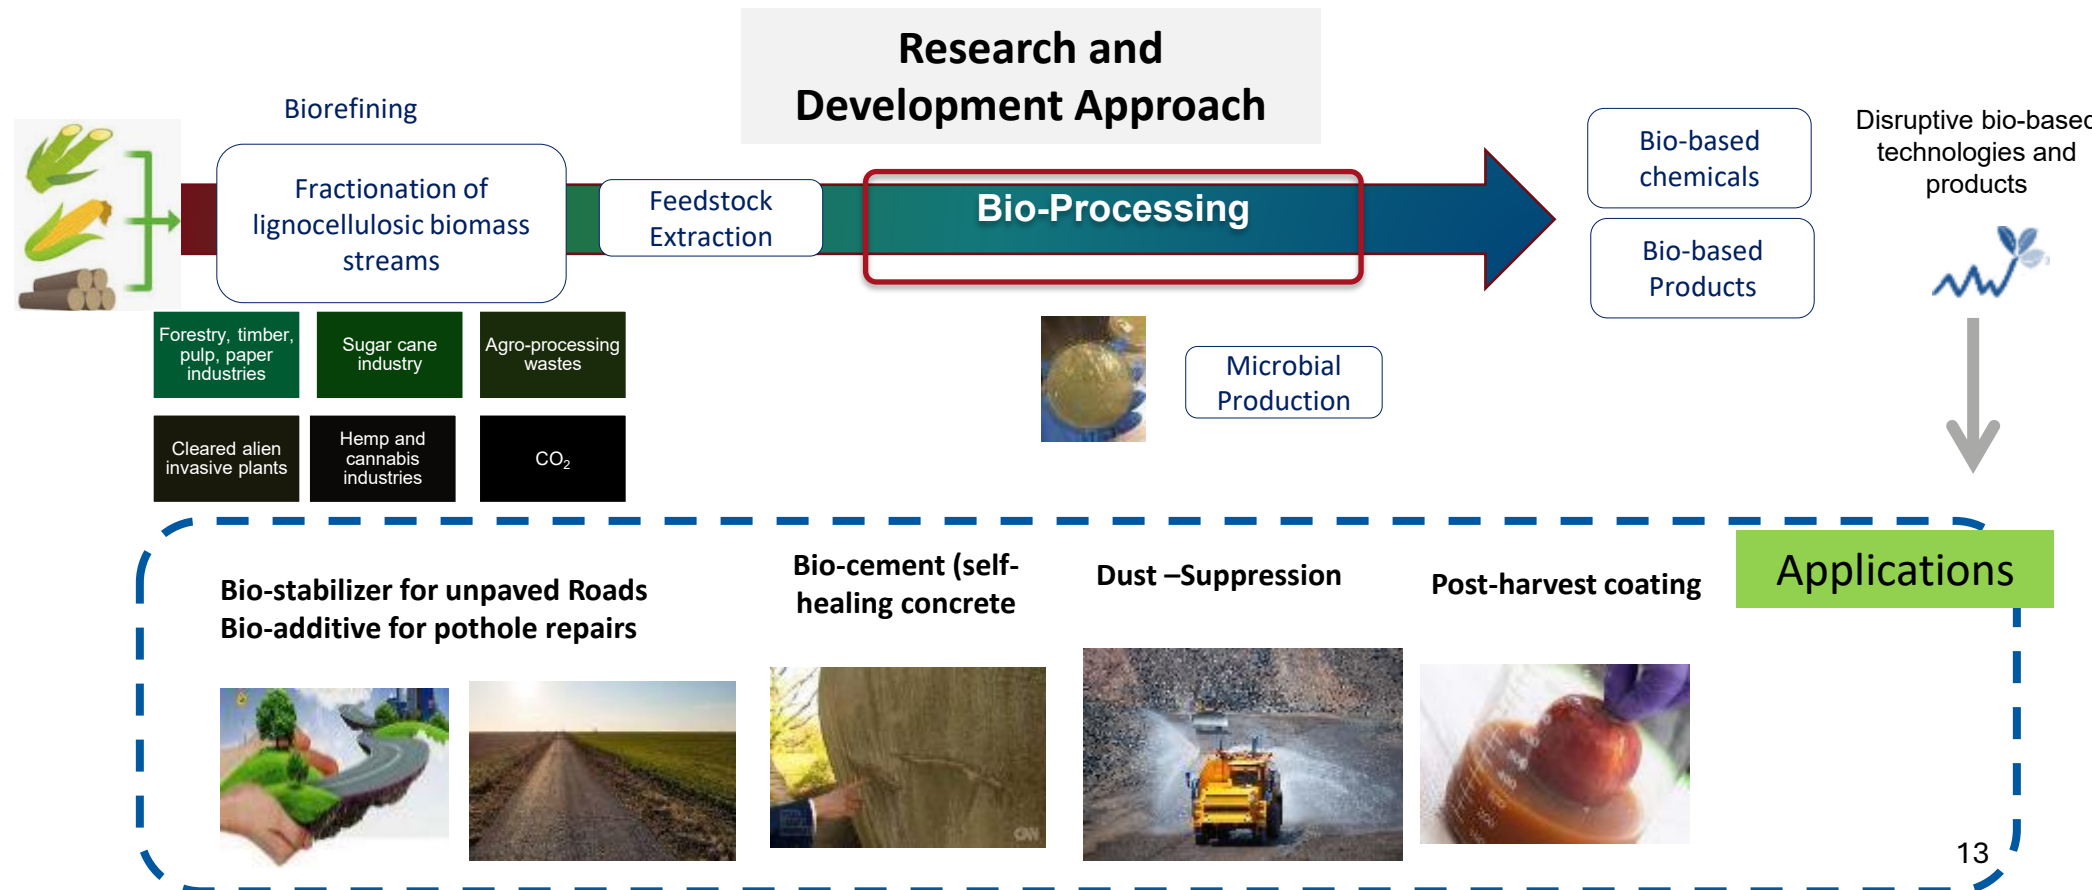 Research and
Development Approach
Biorefining
Fractionation of
lignocellulosic biomass
streams
Feedstock
Extraction
Bio-Processing
Bio-based
chemicals
Bio-based
Products
Disruptive bio-based
technologies and
products
Forestry, timber,
pulp, paper
industries
Sugar cane
industry
Agro-processing
wastes
Cleared alien
invasive plants
Hemp and
cannabis
industries
CO₂
Microbial
Production
Applications
Bio-stabilizer for unpaved Roads
Bio-additive for pothole repairs
Bio-cement (self-
healing concrete
Dust –Suppression
Post-harvest coating
13